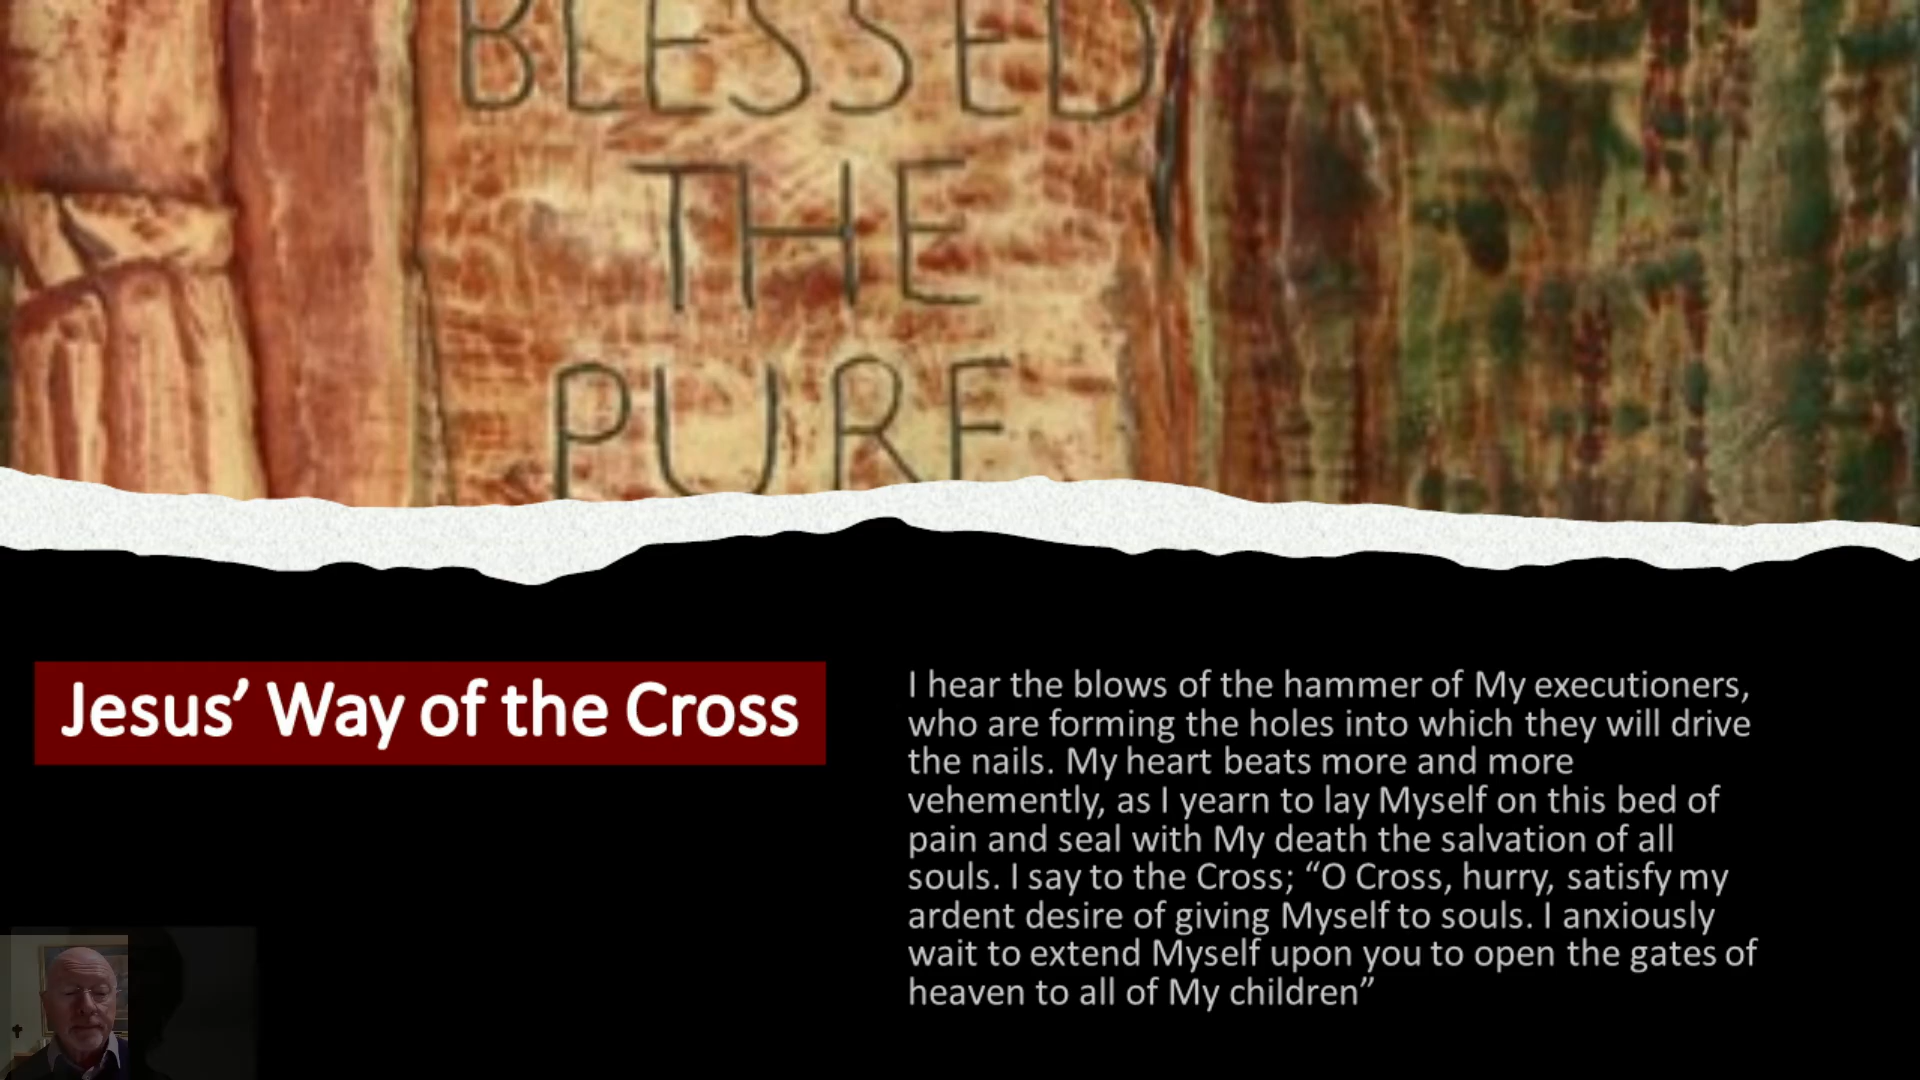 BLESSED
THE
PURE
Jesus’ Way of the Cross
I hear the blows of the hammer of My executioners,
who are forming the holes into which they will drive
the nails. My heart beats more and more
vehemently, as I yearn to lay Myself on this bed of
pain and seal with My death the salvation of all
souls. I say to the Cross; “O Cross, hurry, satisfy my
ardent desire of giving Myself to souls. I anxiously
wait to extend Myself upon you to open the gates of
heaven to all of My children”